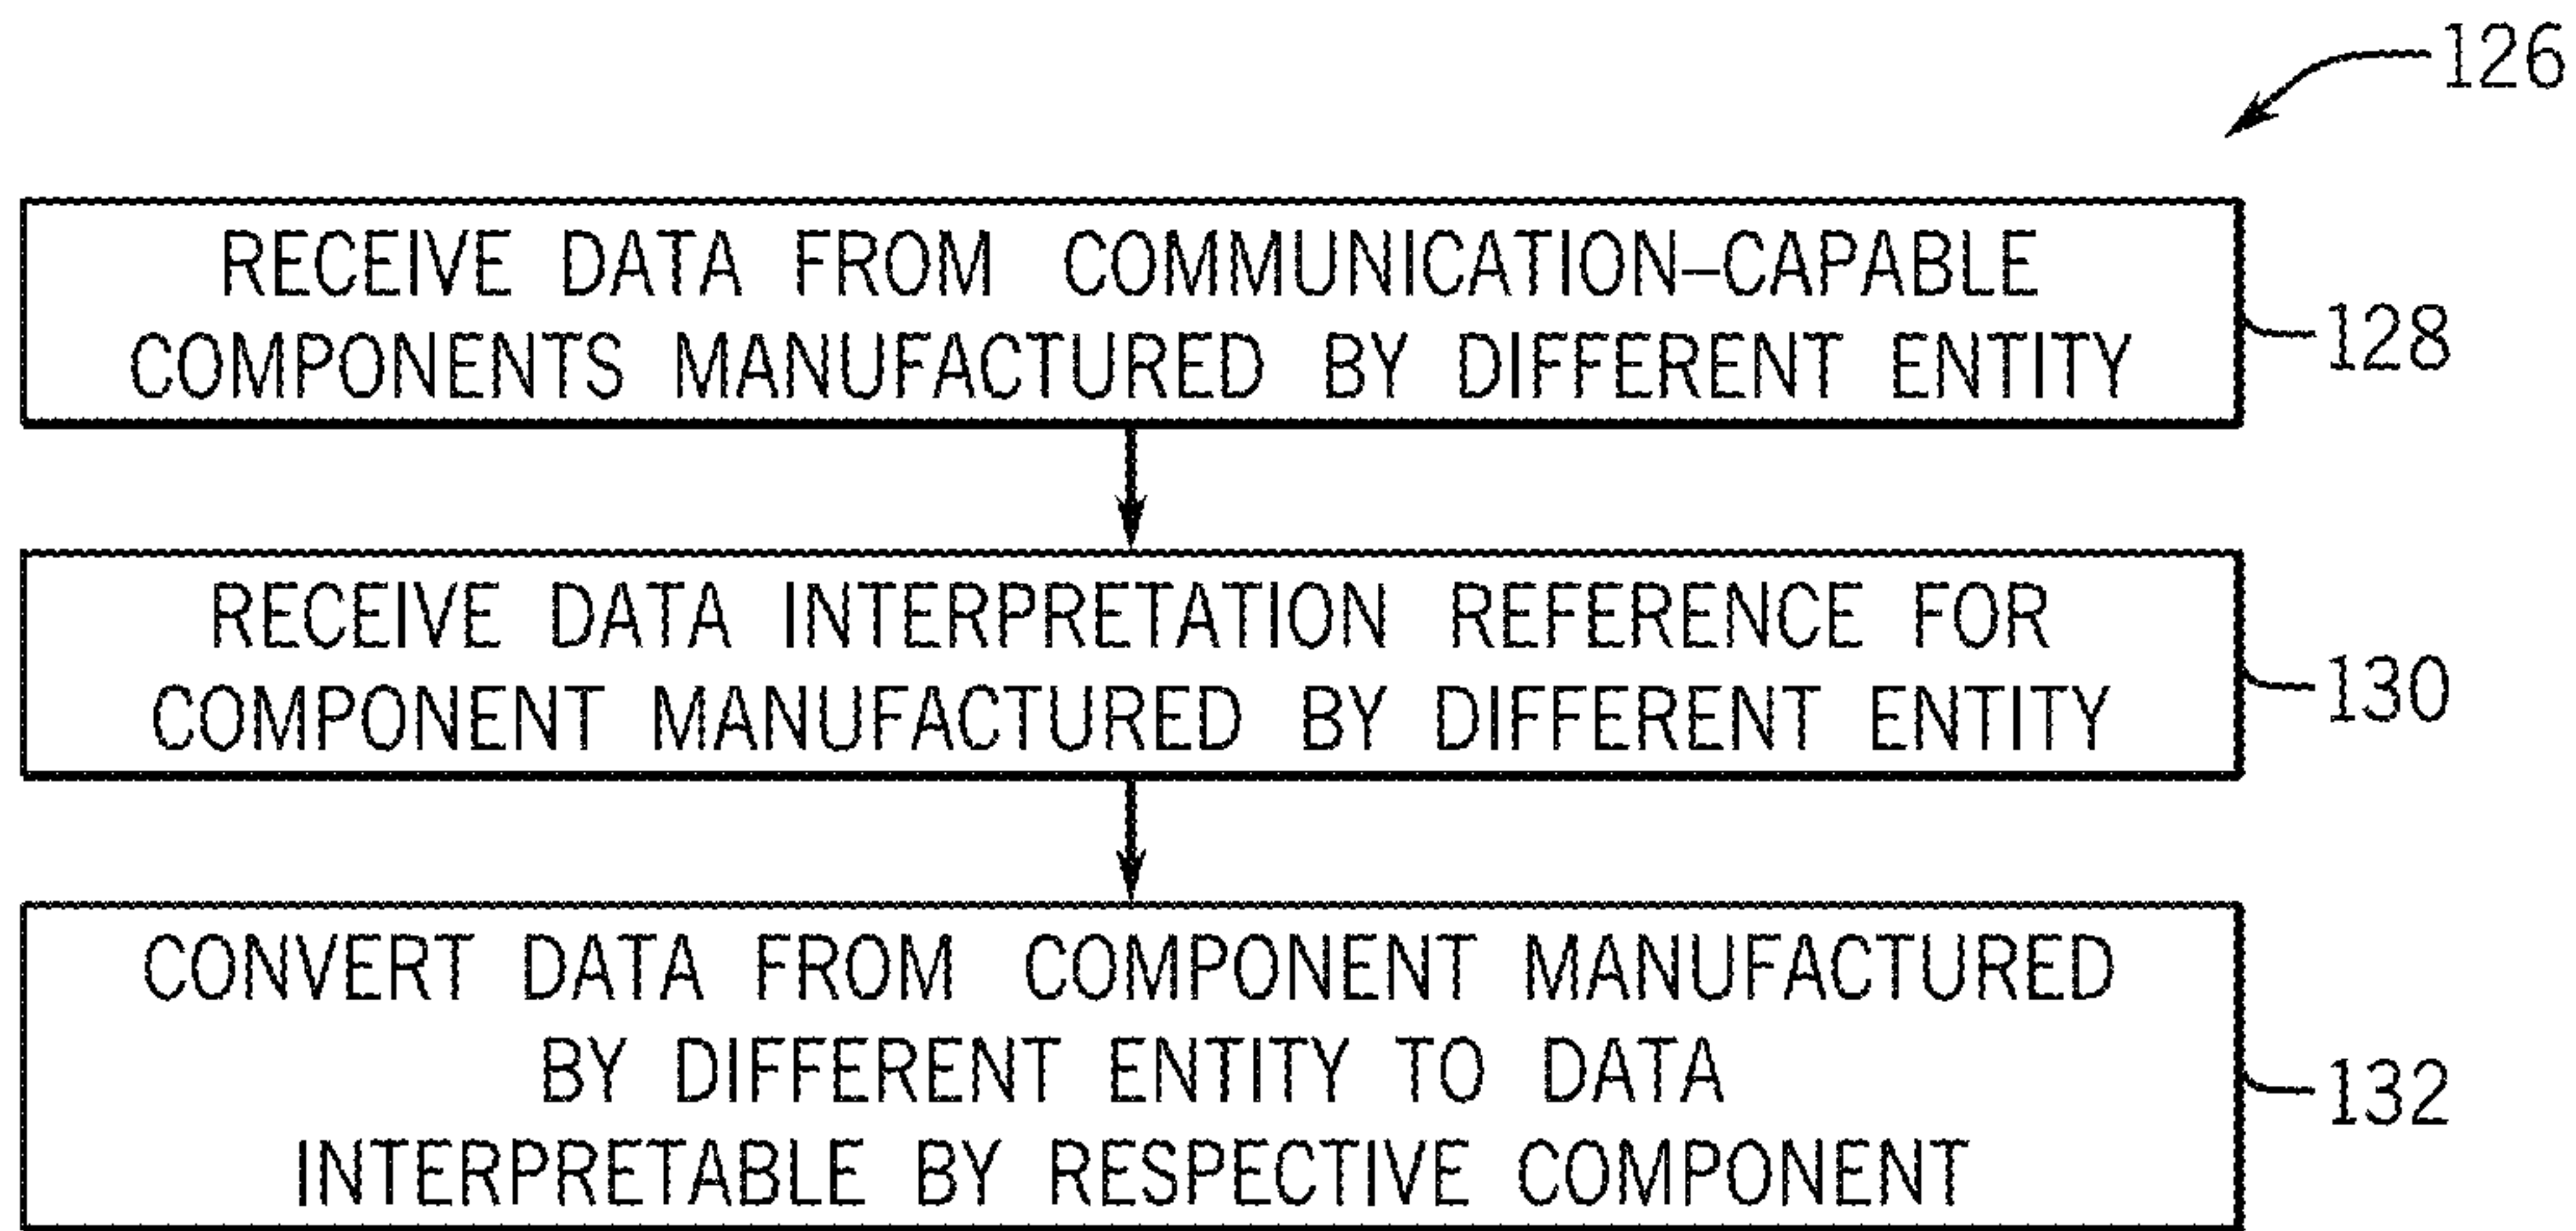 126
RECEIVE DATA FROM COMMUNICATION-CAPABLE
COMPONENTS MANUFACTURED BY DIFFERENT ENTITY
128
RECEIVE DATA INTERPRETATION REFERENCE FOR
COMPONENT MANUFACTURED BY DIFFERENT ENTITY
130
CONVERT DATA FROM COMPONENT MANUFACTURED
BY DIFFERENT ENTITY TO DATA
INTERPRETABLE BY RESPECTIVE COMPONENT
132